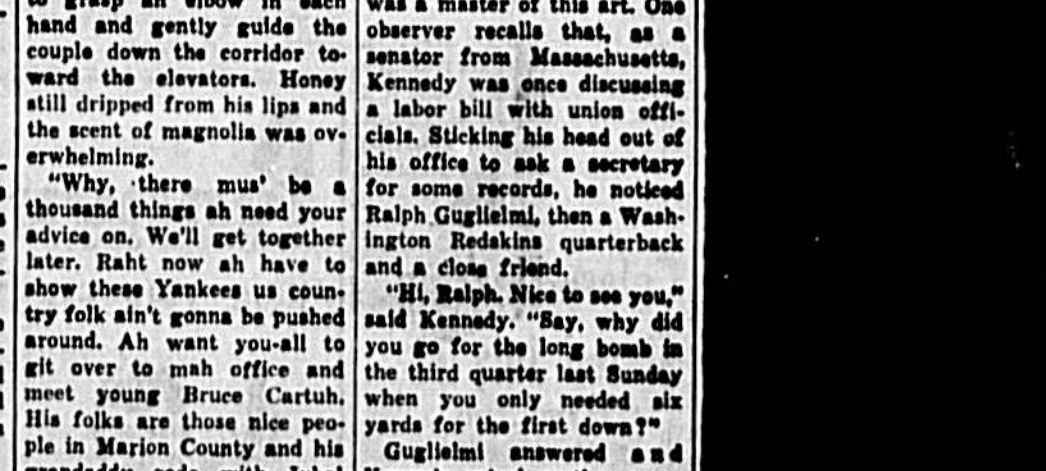 to grasp an elbow in each
hand and gently guide the
couple down the corridor to-
ward the elevators. Honey
still dripped from his lips and
the scent of magnolia was ov-
erwhelming.
"Why, there mus' be a
thousand things ah need your
advice on. We'll get together
later. Raht now ah have to
show these Yankees us coun-
try folk ain't gonna be pushed
around. Ah want you-all to
git over to mah office and
meet young Bruce Cartuh.
His folks are those nice peo-
ple in Marion County and his
was a master of this art. One
observer recalls that, as a
senator from Massachusetts,
Kennedy was once discussing
a labor bill with union offi-
cials. Sticking his head out of
his office to ask a secretary
for some records, he noticed
Ralph Guglielmi, then a Wash-
ington Redskins quarterback
and a close friend.
"Hi, Ralph. Nice to see you,"
said Kennedy. "Say, why did
you go for the long bomb in
the third quarter last Sunday
when you only needed six
yards for the first down?"
Guglielmi answered and